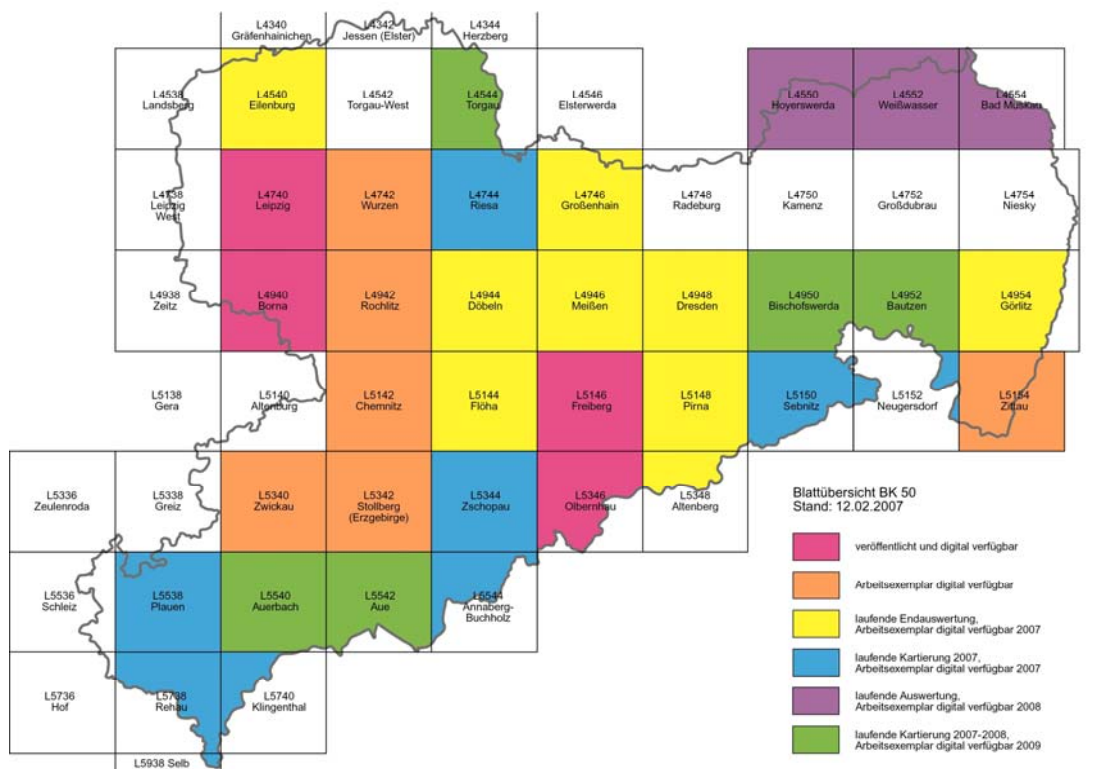 L4340
Gräfenhainichen
L4342
Jessen (Elster)
L4344
Herzberg
L4538
Landsberg
L4540
Eilenburg
L4542
Torgau-West
L4544
Torgau
L4546
Elsterwerda
L4550
Hoyerswerda
L4552
Weißwasser
L4554
Bad Muskau
L4738
Leipzig
West
L4740
Leipzig
L4742
Wurzen
L4744
Riesa
L4746
Großenhain
L4748
Radeburg
L4750
Kamenz
L4752
Großdubrau
L4754
Niesky
L4938
Zeitz
L4940
Borna
L4942
Rochlitz
L4944
Döbeln
L4946
Meißen
L4948
Dresden
L4950
Bischofswerda
L4952
Bautzen
L4954
Görlitz
L5138
Gera
L5140
Altenburg
L5142
Chemnitz
L5144
Flöha
L5146
Freiberg
L5148
Pirna
L5150
Sebnitz
L5152
Neugersdorf
L5154
Zittau
L5336
Zeulenroda
L5338
Greiz
L5340
Zwickau
L5342
Stollberg
(Erzgebirge)
L5344
Zschopau
L5346
Olbernhau
L5348
Altenberg
L5536
Schleiz
L5538
Plauen
L5540
Auerbach
L5542
Aue
L5544
Annaberg-
Buchholz
L5736
Hof
L5738
Rehau
L5740
Klingenthal
L5938 Selb
Blattübersicht BK 50
Stand: 12.02.2007
veröffentlicht und digital verfügbar
Arbeitsexemplar digital verfügbar
laufende Endauswertung,
Arbeitsexemplar digital verfügbar 2007
laufende Kartierung 2007,
Arbeitsexemplar digital verfügbar 2007
laufende Auswertung,
Arbeitsexemplar digital verfügbar 2008
laufende Kartierung 2007-2008,
Arbeitsexemplar digital verfügbar 2009